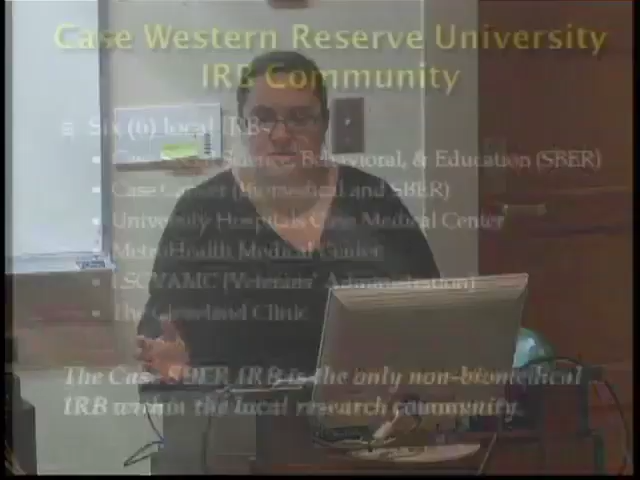 Case Western Reserve University
IRB Community
Six (6) local IRBs
• Case Social Science, Behavioral, & Education (SBER)
• Case Cancer (Biomedical and SBER)
• University Hospitals Case Medical Center
• MetroHealth Medical Center
• LSCVAMC (Veterans' Administration)
• The Cleveland Clinic
The Case SBER IRB is the only non-biomedical
IRB within the local research community.